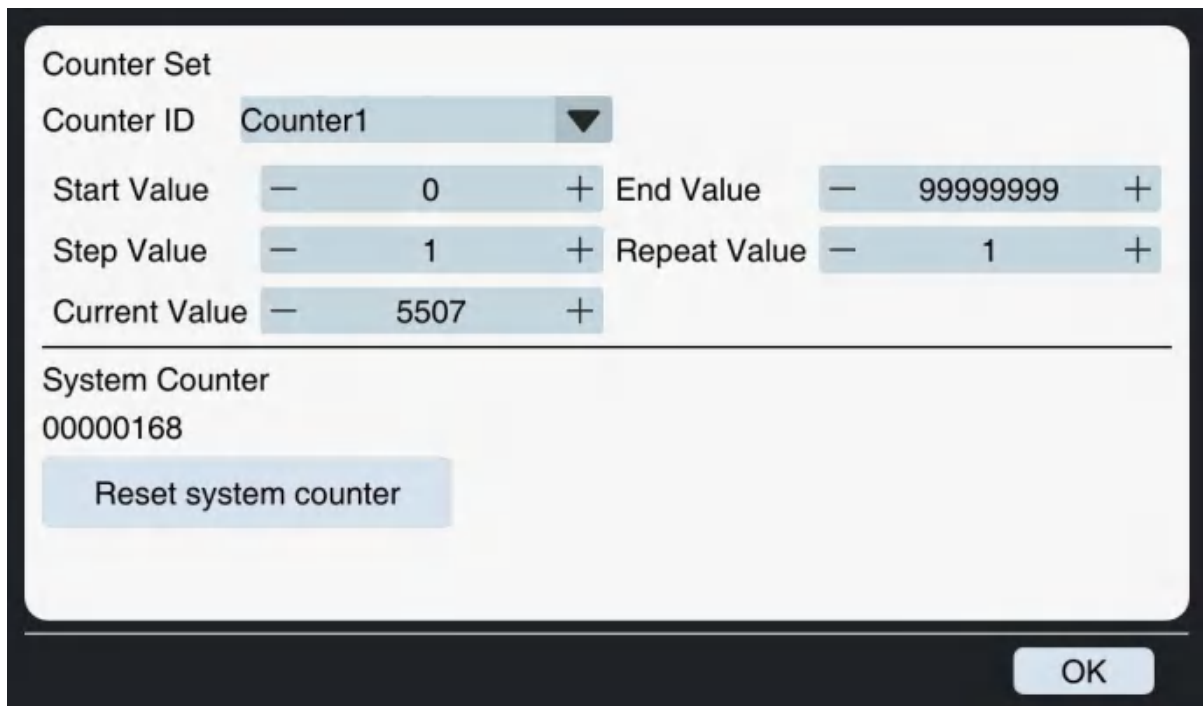 Counter Set
Counter ID Counter1
Start Value — 0 + End Value — 99999999 +
Step Value — 1 + Repeat Value — 1 +
Current Value — 5507 +
System Counter
00000168
Reset system counter
OK